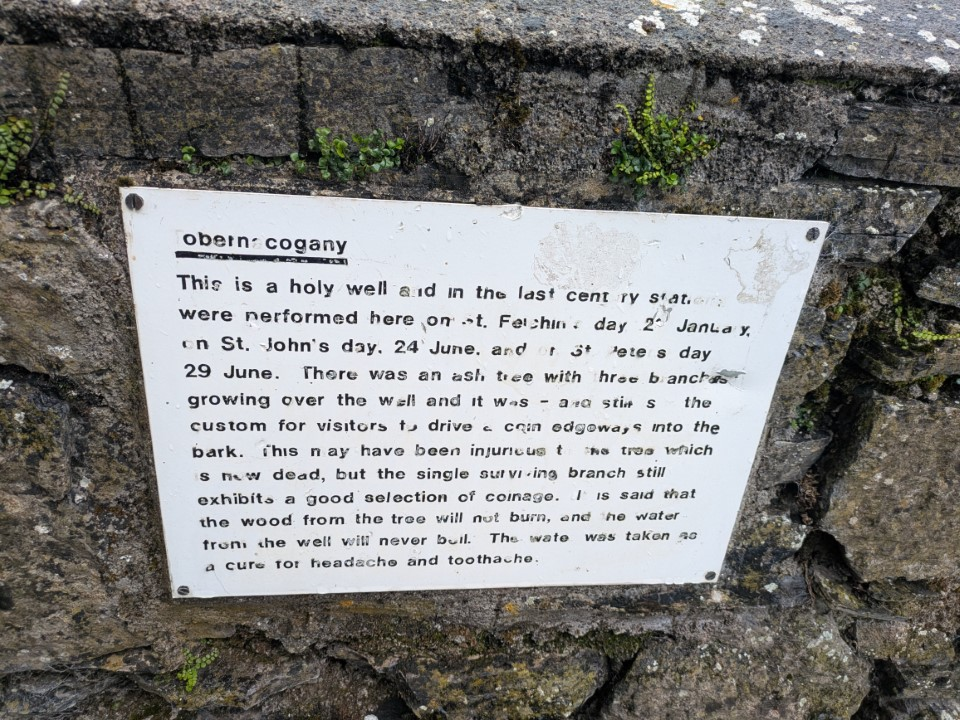 This is a holy well and in the last century
were performed here on St. Fechin's day January,
on St. John's day, 24 June, and on St Peter's day
29 June. There was an ash tree with three branches
growing over the well and it was - and still is the
custom for visitors to drive a coin edgeways into the
bark. This may have been injurious to the tree which
is now dead, but the single surviving branch still
exhibits a good selection of coinage. It is said that
the wood from the tree will not burn, and the water
from the well will never boil. The water was taken as
a cure for headache and toothache.